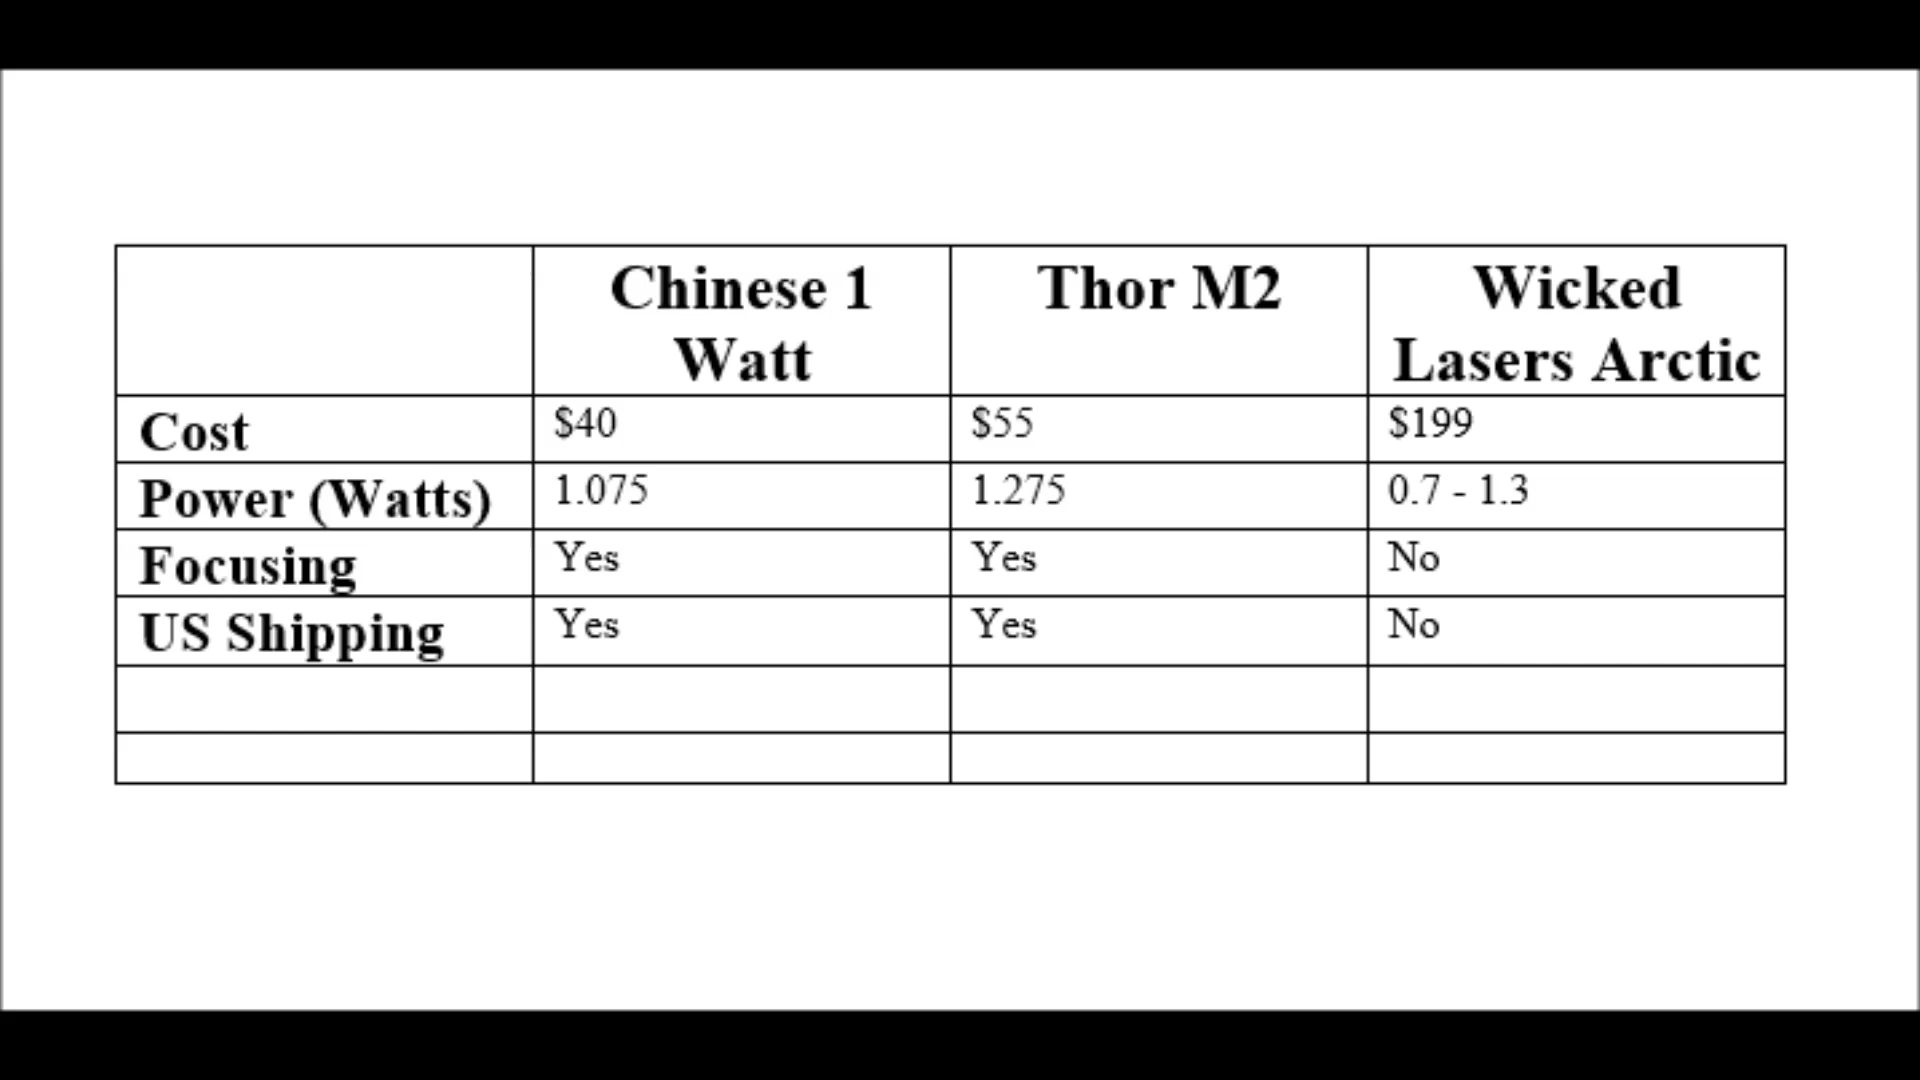 Chinese 1 Watt Thor M2 Wicked Lasers Arctic
Cost $40 $55 $199
Power (Watts) 1.075 1.275 0.7 - 1.3
Focusing Yes Yes No
US Shipping Yes Yes No